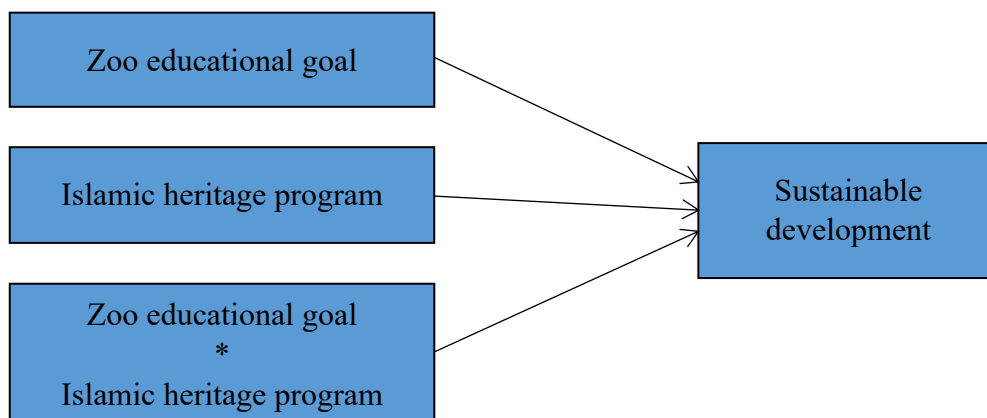 Zoo educational goal
Islamic heritage program
Zoo educational goal
*
Islamic heritage program
Sustainable
development